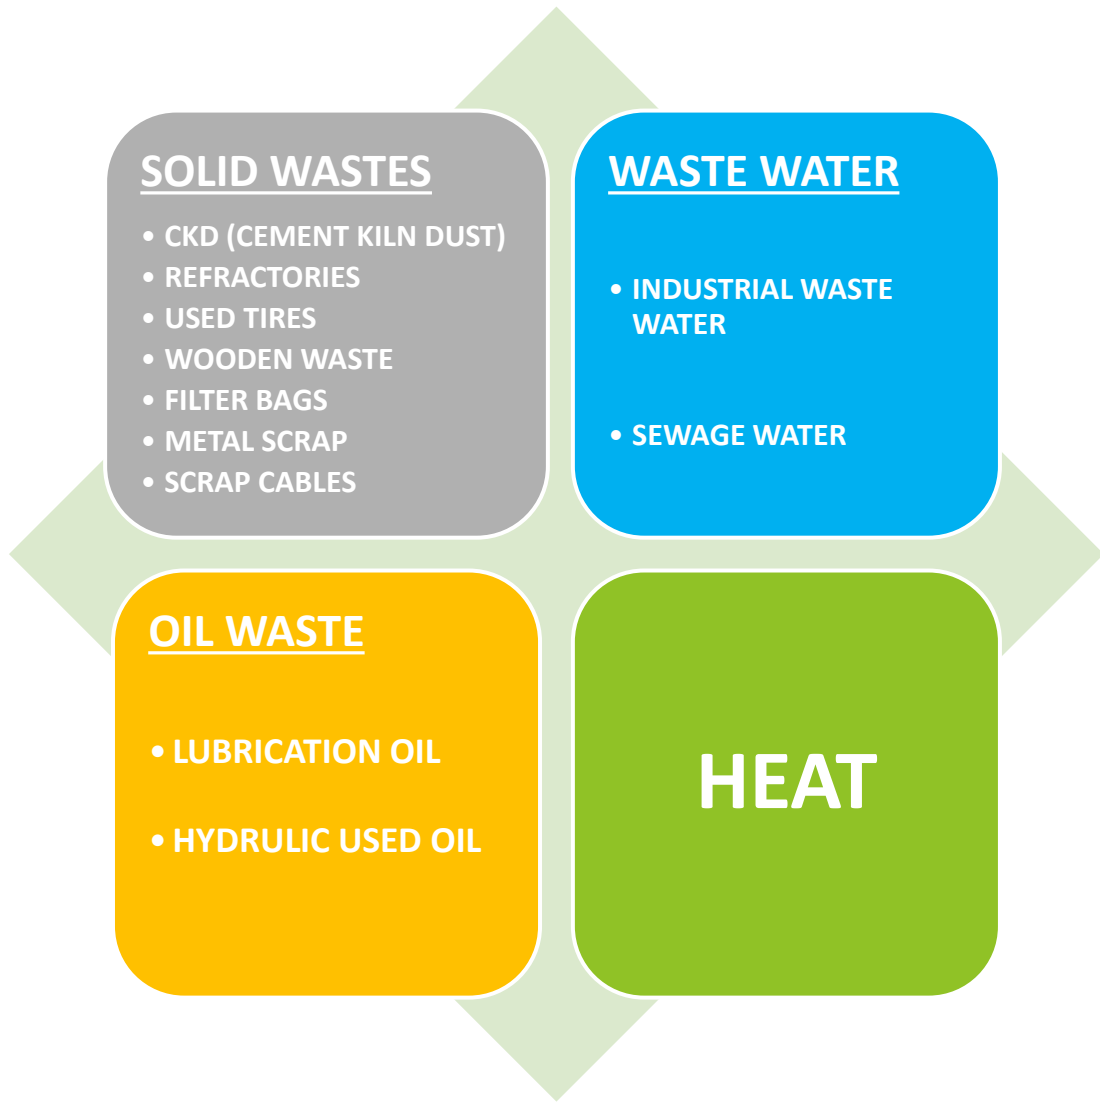 SOLID WASTES
• CKD (CEMENT KILN DUST)
• REFRACTORIES
• USED TIRES
• WOODEN WASTE
• FILTER BAGS
• METAL SCRAP
• SCRAP CABLES
WASTE WATER
• INDUSTRIAL WASTE
WATER
• SEWAGE WATER
OIL WASTE
• LUBRICATION OIL
• HYDRULIC USED OIL
HEAT